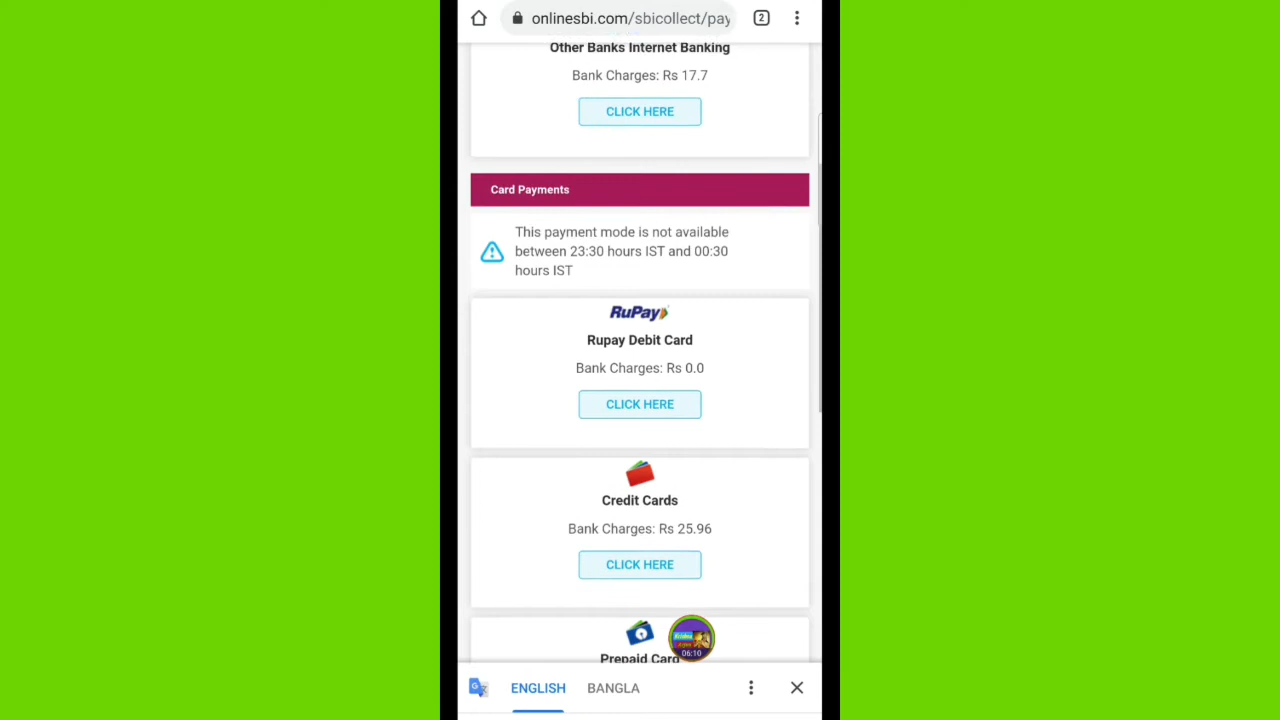 onlinesbi.com/sbicollect/pay
2
Other Banks Internet Banking
Bank Charges: Rs 17.7
CLICK HERE
Card Payments
This payment mode is not available
between 23:30 hours IST and 00:30
hours IST
RuPay
Rupay Debit Card
Bank Charges: Rs 0.0
CLICK HERE
Credit Cards
Bank Charges: Rs 25.96
CLICK HERE
Prepaid Card
06:10
ENGLISH BANGLA